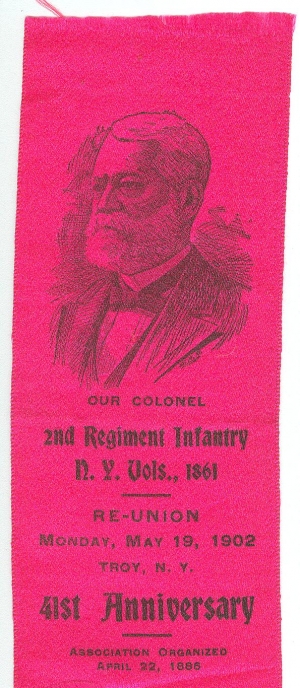 OUR COLONEL
2nd Regiment Infantry
N. Y. Vols., 1861
RE-UNION
MONDAY, MAY 19, 1902
TROY, N. Y.
41st Anniversary
ASSOCIATION ORGANIZED
APRIL 22, 1886